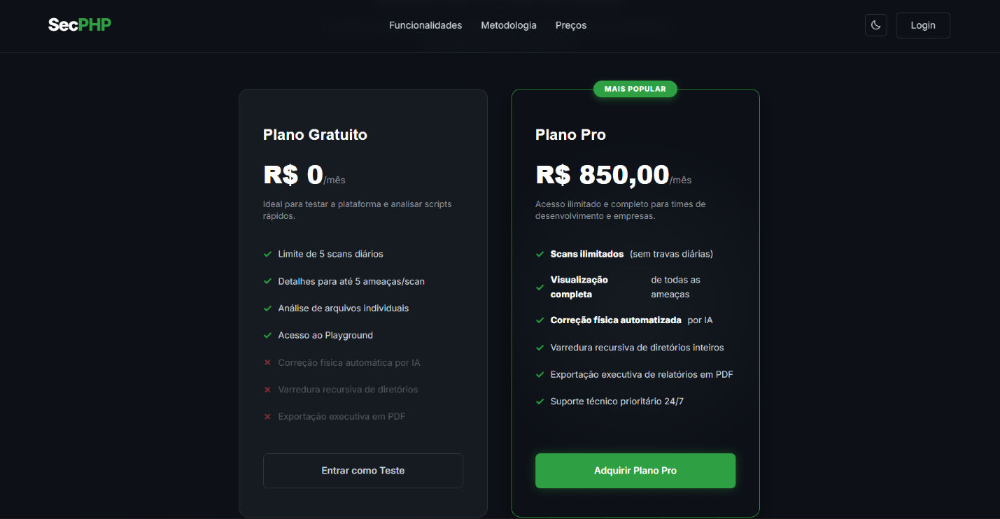 SecPHP
Funcionalidades
Metodologia
Preços
Login
Plano Gratuito
R$ 0/mês
Ideal para testar a plataforma e analisar scripts
rápidos.
Limite de 5 scans diários
Detalhes para até 5 ameaças/scan
Análise de arquivos individuais
Acesso ao Playground
Correção física automática por IA
Varredura recursiva de diretórios
Exportação executiva em PDF
Entrar como Teste
MAIS POPULAR
Plano Pro
R$ 850,00/mês
Acesso ilimitado e completo para times de
desenvolvimento e empresas.
Scans ilimitados (sem travas diárias)
Visualização de todas as
completa ameaças
Correção física automatizada por IA
Varredura recursiva de diretórios inteiros
Exportação executiva de relatórios em PDF
Suporte técnico prioritário 24/7
Adquirir Plano Pro